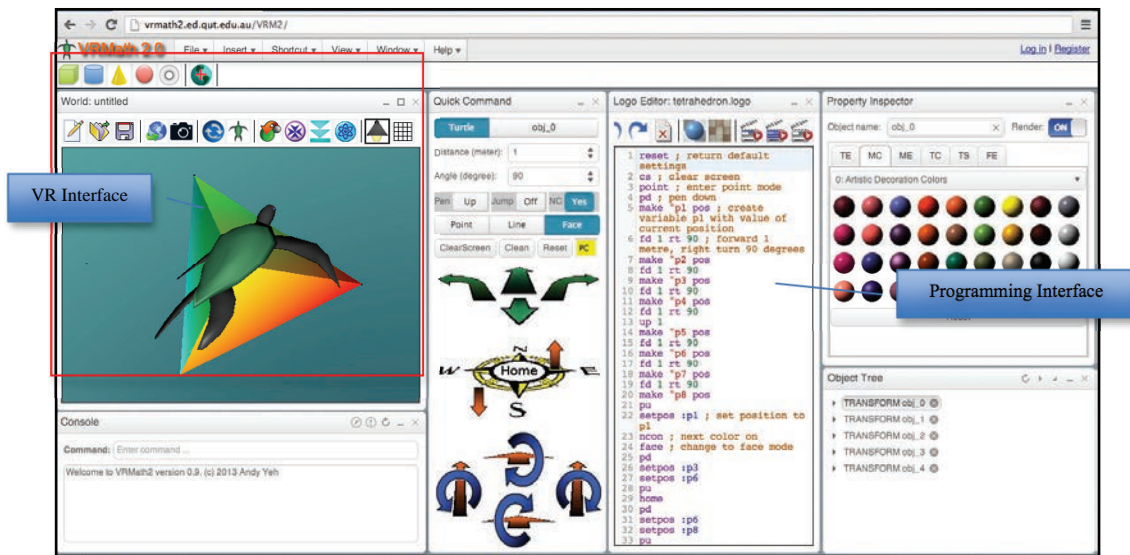 vrmath2.ed.qut.edu.au/VRM2/
VRMath 2.0 File Insert Shortcut View Window Help Log in | Register
World: untitled
VR Interface
Console
Command: Enter command ...
Welcome to VRMath2 version 0.9. (c) 2013 Andy Yeh
Quick Command
Turtle obj_0
Distance (meter): 1
Angle (degree): 90
Pen Up Jump Off NC Yes
Point Line Face
ClearScreen Clean Reset PC
N
W Home E
S
Logo Editor: tetrahedron.logo
1 reset ; return default
settings
2 cs ; clear screen
3 point ; enter point mode
4 pd ; pen down
5 make "p1 pos ; create
variable p1 with value of
current position
6 fd 1 rt 90 ; forward 1
metre, right turn 90 degrees
7 make "p2 pos
8 fd 1 rt 90
9 make "p3 pos
10 fd 1 rt 90
11 make "p4 pos
12 fd 1 rt 90
13 up 1
14 make "p5 pos
15 fd 1 rt 90
16 make "p6 pos
17 fd 1 rt 90
18 make "p7 pos
19 fd 1 rt 90
20 make "p8 pos
21 pu
22 setpos :p1 ; set position to
p1
23 ncon ; next color on
24 face ; change to face mode
25 pd
26 setpos :p3
27 setpos :p6
28 pu
29 home
30 pd
31 setpos :p6
32 setpos :p8
33 pu
Property Inspector
Object name: obj_0 Render: ON
TE MC ME TC TS FE
0: Artistic Decoration Colors
Programming Interface
Object Tree
TRANSFORM obj_0
TRANSFORM obj_1
TRANSFORM obj_2
TRANSFORM obj_3
TRANSFORM obj_4